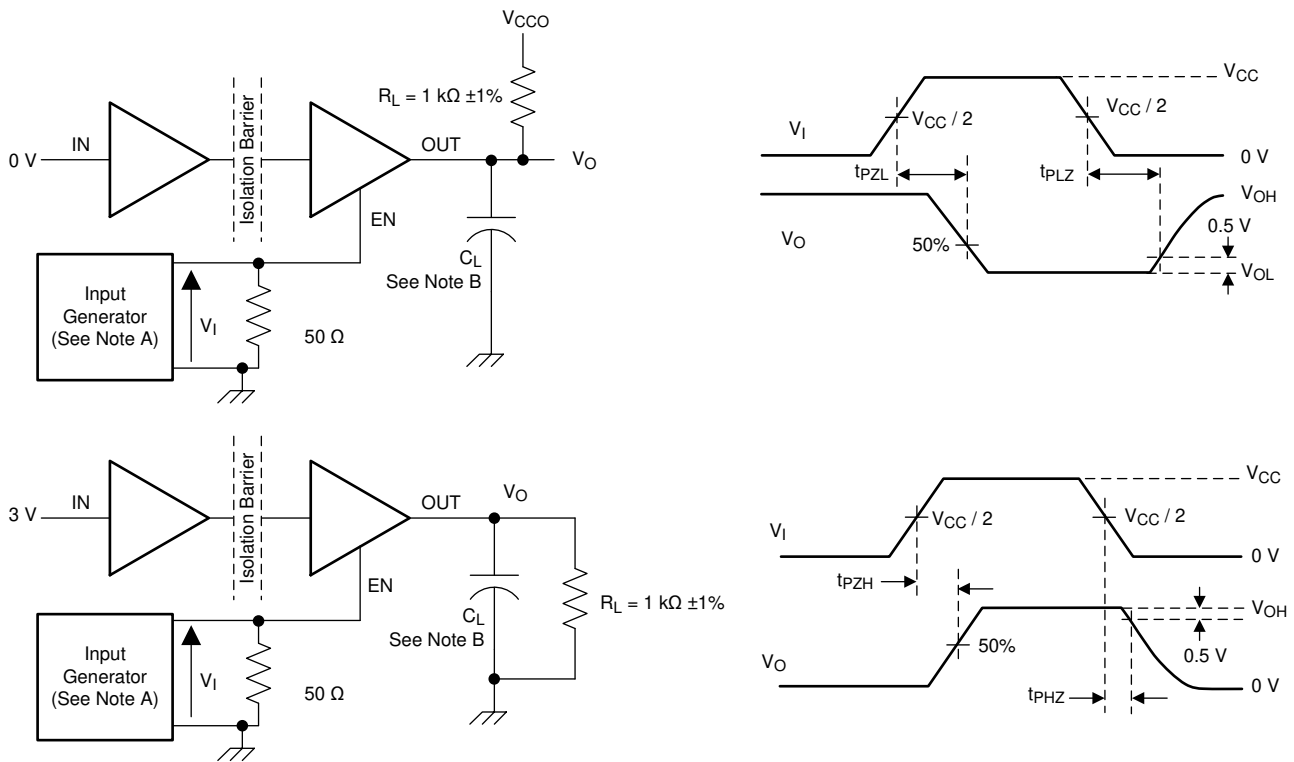 VCCO
RL = 1 kΩ ±1%
0 V
IN
Isolation Barrier
OUT
VO
EN
CL
See Note B
Input
Generator
(See Note A)
VI
50 Ω
VCC
VI
VCC / 2
VCC / 2
0 V
tPZL
tPLZ
VOH
0.5 V
VO
50%
VOL
3 V
IN
Isolation Barrier
OUT
VO
EN
CL
See Note B
RL = 1 kΩ ±1%
Input
Generator
(See Note A)
VI
50 Ω
VCC
VI
VCC / 2
VCC / 2
0 V
tPZH
VOH
0.5 V
50%
VO
0 V
tPHZ